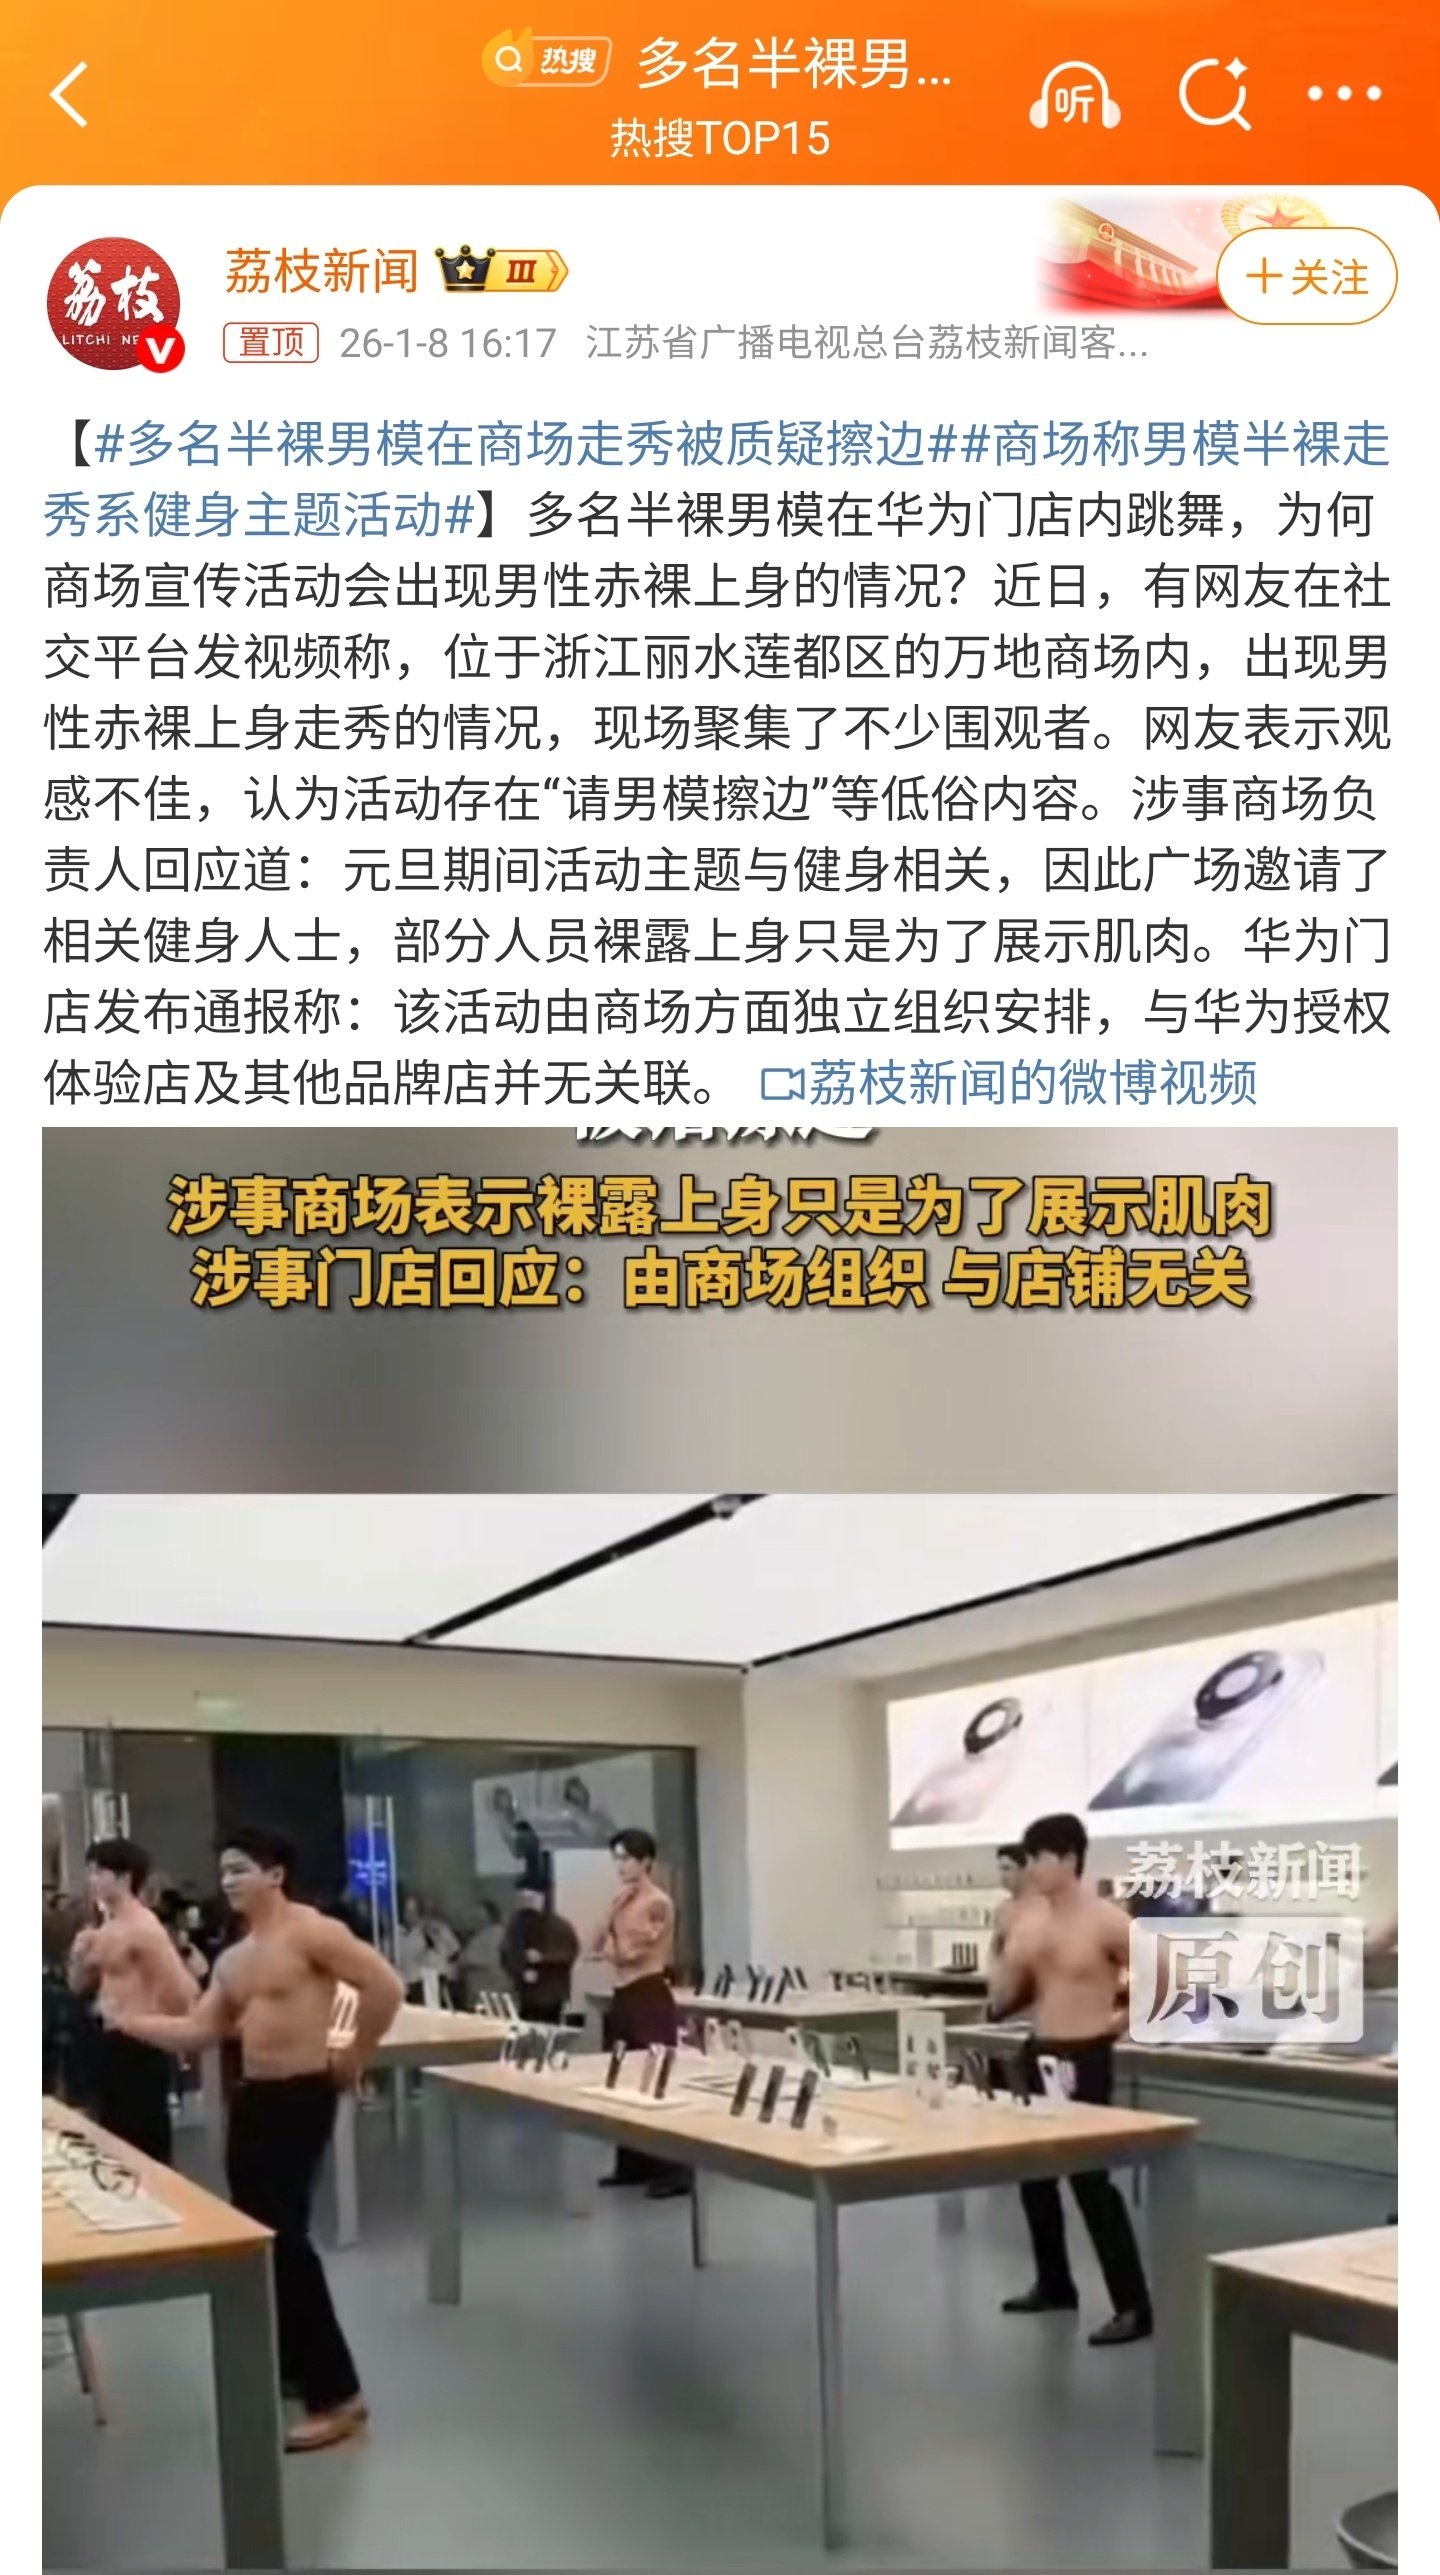 热搜 多名半裸男...
听
热搜TOP15
荔枝
LITCHI NE
V
荔枝新闻 III
+关注
置顶 26-1-8 16:17 江苏省广播电视总台荔枝新闻客...
【#多名半裸男模在商场走秀被质疑擦边##商场称男模半裸走
秀系健身主题活动#】多名半裸男模在华为门店内跳舞，为何
商场宣传活动会出现男性赤裸上身的情况？近日，有网友在社
交平台发视频称，位于浙江丽水莲都区的万地商场内，出现男
性赤裸上身走秀的情况，现场聚集了不少围观者。网友表示观
感不佳，认为活动存在“请男模擦边”等低俗内容。涉事商场负
责人回应道：元旦期间活动主题与健身相关，因此广场邀请了
相关健身人士，部分人员裸露上身只是为了展示肌肉。华为门
店发布通报称：该活动由商场方面独立组织安排，与华为授权
体验店及其他品牌店并无关联。 荔枝新闻的微博视频
涉事商场表示裸露上身只是为了展示肌肉
涉事门店回应：由商场组织 与店铺无关
荔枝新闻
原创